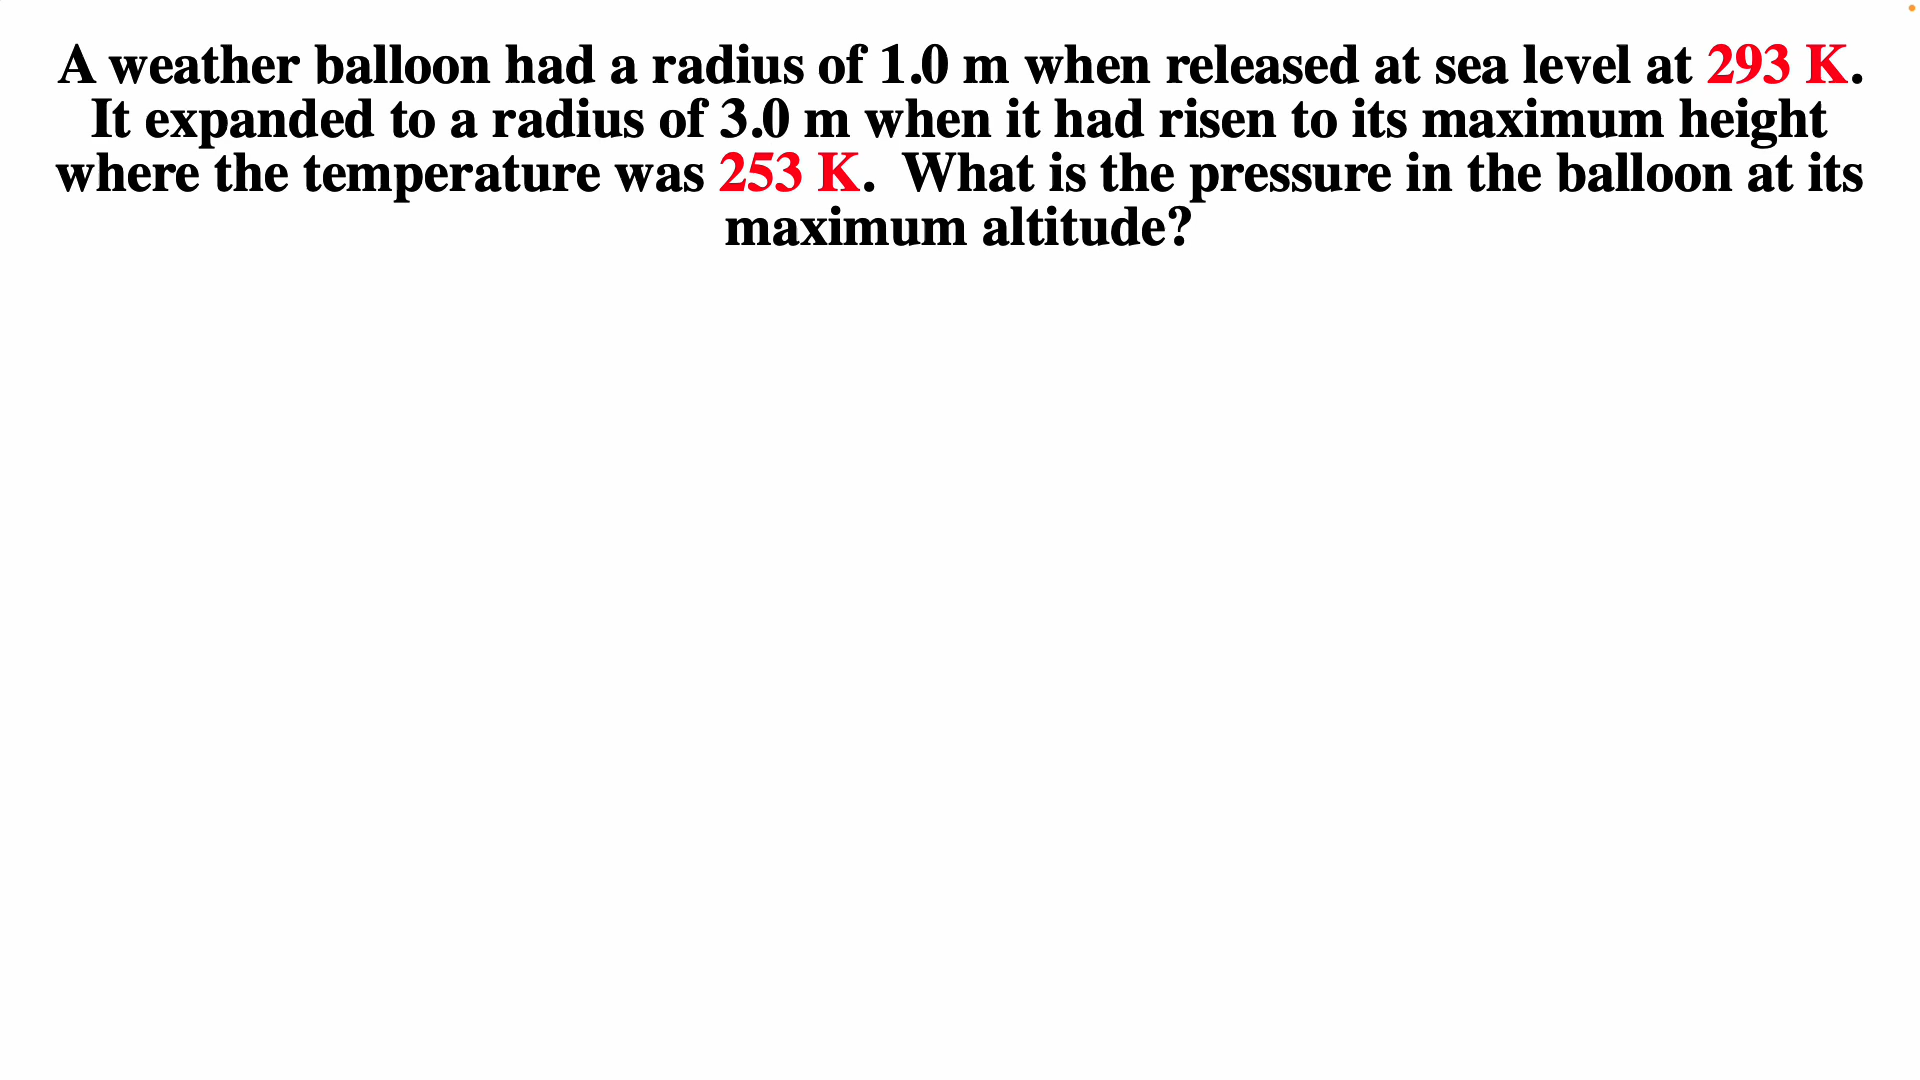 A weather balloon had a radius of 1.0 m when released at sea level at 293 K.
It expanded to a radius of 3.0 m when it had risen to its maximum height
where the temperature was 253 K.  What is the pressure in the balloon at its
maximum altitude?